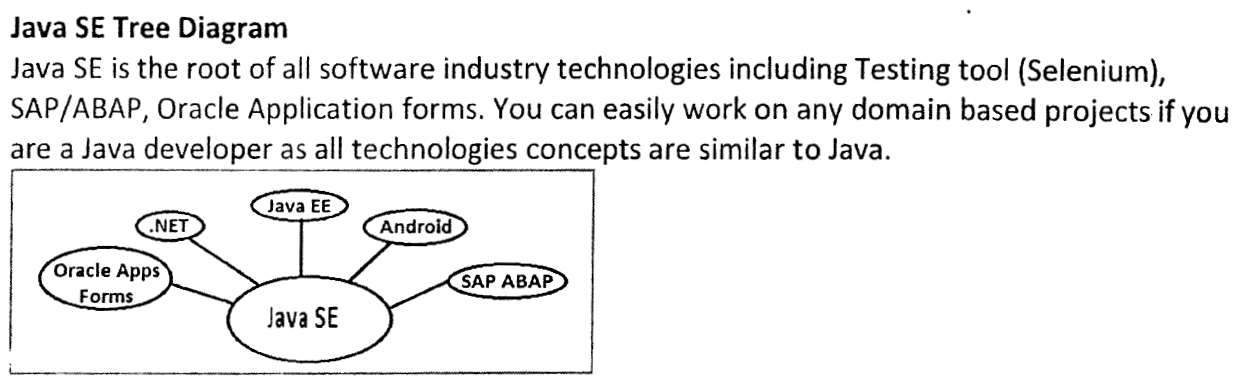 Java SE Tree Diagram
Java SE is the root of all software industry technologies including Testing tool (Selenium),
SAP/ABAP, Oracle Application forms. You can easily work on any domain based projects if you
are a Java developer as all technologies concepts are similar to Java.
Java EE
.NET
Android
Oracle Apps
Forms
SAP ABAP
Java SE